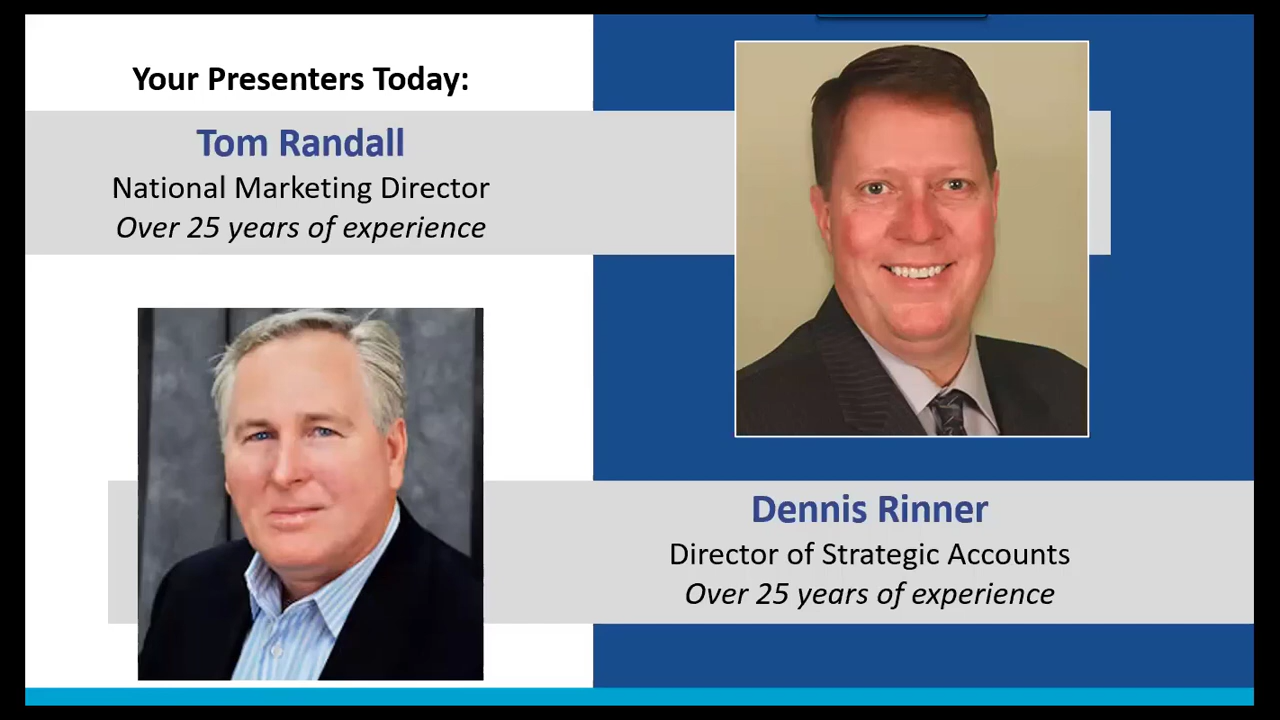 Your Presenters Today:
Tom Randall
National Marketing Director
Over 25 years of experience
Dennis Rinner
Director of Strategic Accounts
Over 25 years of experience